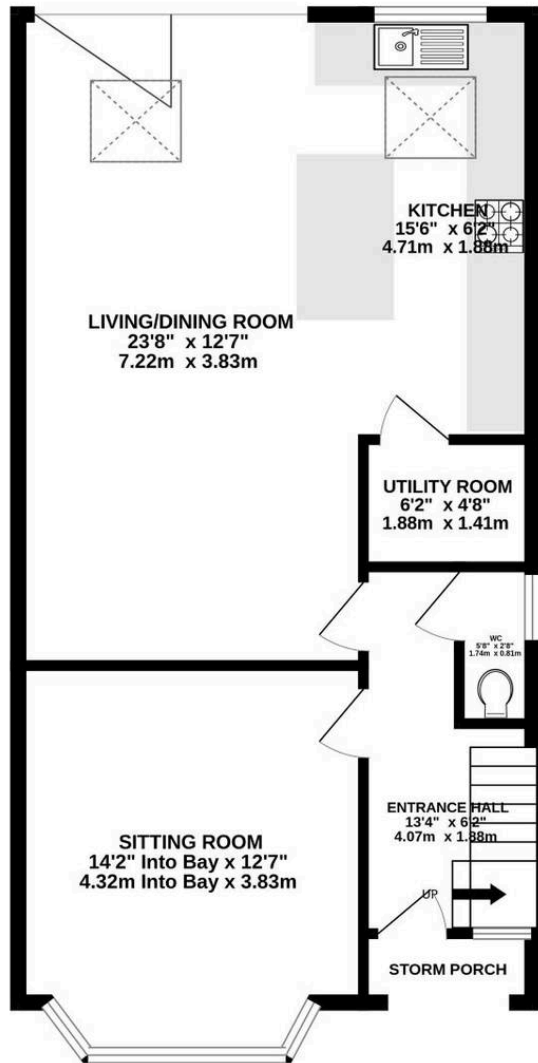 KITCHEN
15'6" x 6'2"
4.71m x 1.88m
LIVING/DINING ROOM
23'8" x 12'7"
7.22m x 3.83m
UTILITY ROOM
6'2" x 4'8"
1.88m x 1.41m
WC
5'8" x 2'8"
1.74m x 0.81m
ENTRANCE HALL
13'4" x 6'2"
4.07m x 1.88m
SITTING ROOM
14'2" Into Bay x 12'7"
4.32m Into Bay x 3.83m
UP
STORM PORCH